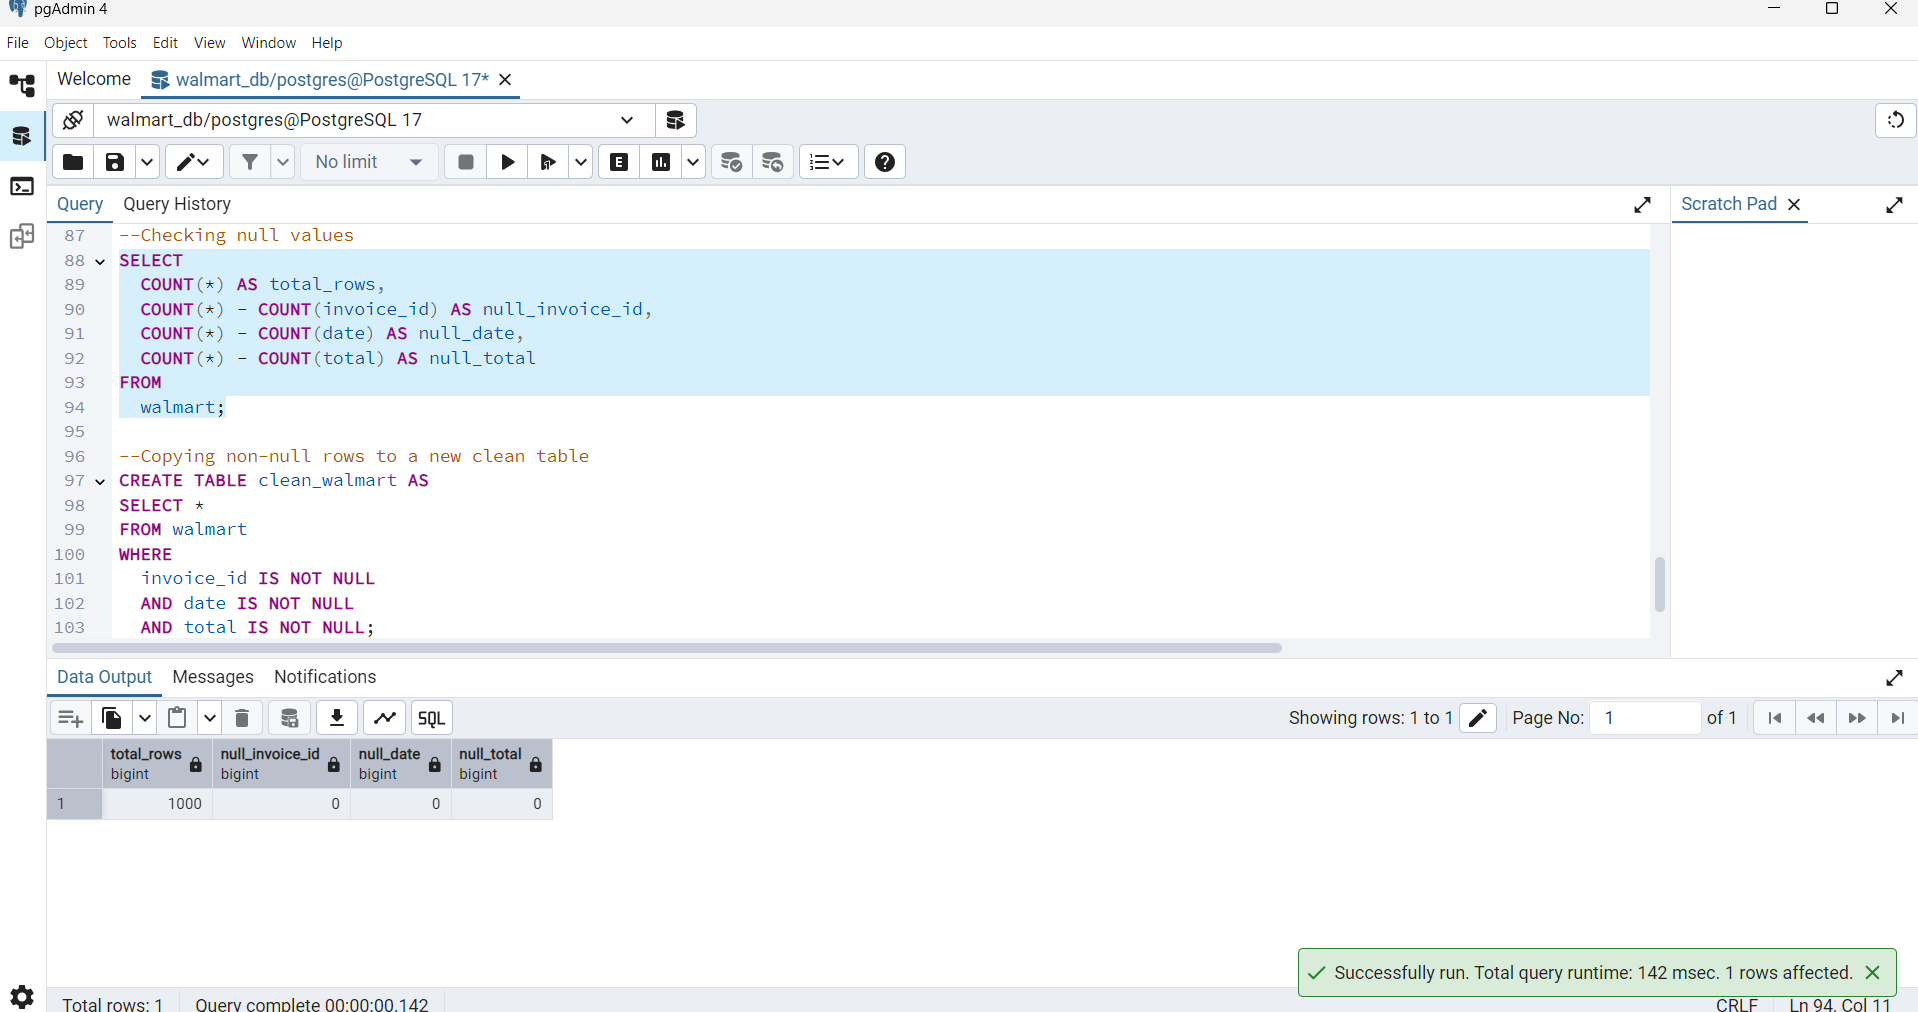 pgAdmin 4
File Object Tools Edit View Window Help
Welcome walmart_db/postgres@PostgreSQL 17*
walmart_db/postgres@PostgreSQL 17
No limit
E
Query Query History
Scratch Pad
87 --Checking null values
88 SELECT
89 COUNT(*) AS total_rows,
90 COUNT(*) - COUNT(invoice_id) AS null_invoice_id,
91 COUNT(*) - COUNT(date) AS null_date,
92 COUNT(*) - COUNT(total) AS null_total
93 FROM
94 walmart;
95
96 --Copying non-null rows to a new clean table
97 CREATE TABLE clean_walmart AS
98 SELECT *
99 FROM walmart
100 WHERE
101 invoice_id IS NOT NULL
102 AND date IS NOT NULL
103 AND total IS NOT NULL;
Data Output Messages Notifications
SQL Showing rows: 1 to 1 Page No: 1 of 1
total_rows null_invoice_id null_date null_total
bigint bigint bigint bigint
1 1000 0 0 0
Successfully run. Total query runtime: 142 msec. 1 rows affected.
Total rows: 1 Query complete 00:00:00.142 CRLF Ln 94, Col 11